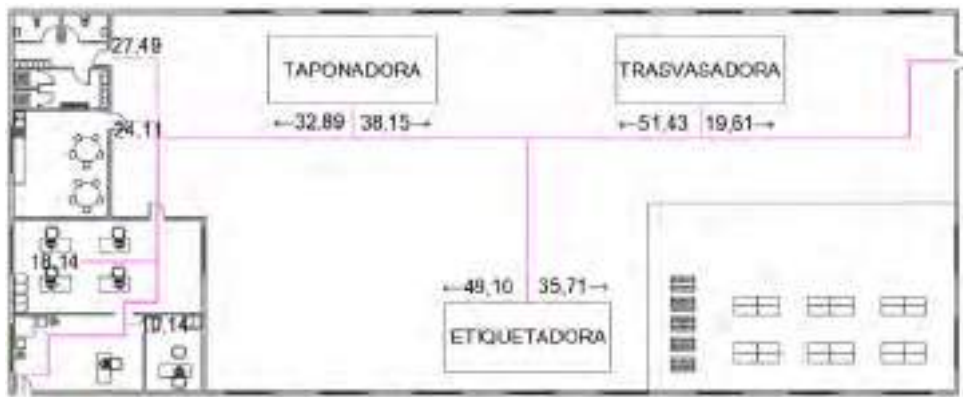 27,49
TAPONADORA
TRASVASADORA
24,11
←32,89 38,15→
←51,43 19,61→
18,14
←49,10 35,71→
10,14
ETIQUETADORA